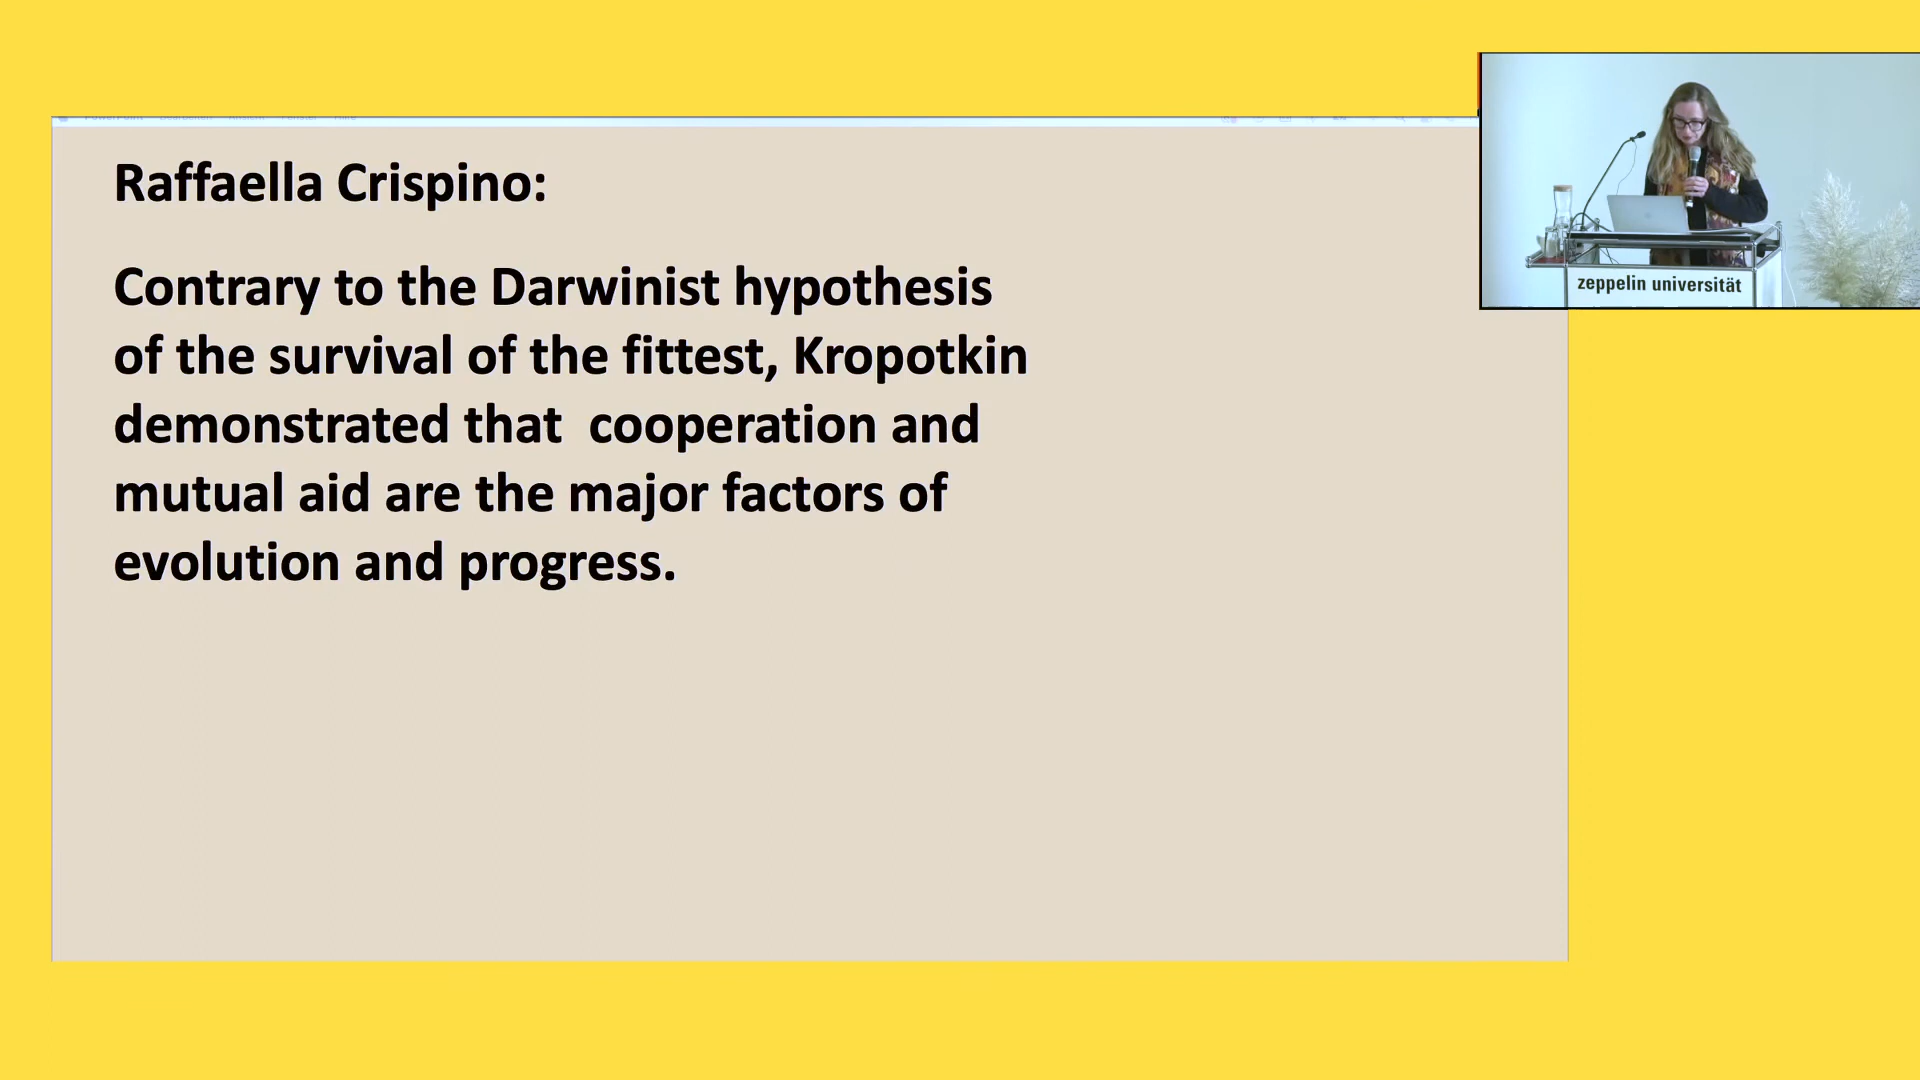 Raffaella Crispino:
Contrary to the Darwinist hypothesis
of the survival of the fittest, Kropotkin
demonstrated that  cooperation and
mutual aid are the major factors of
evolution and progress.
zeppelin universität